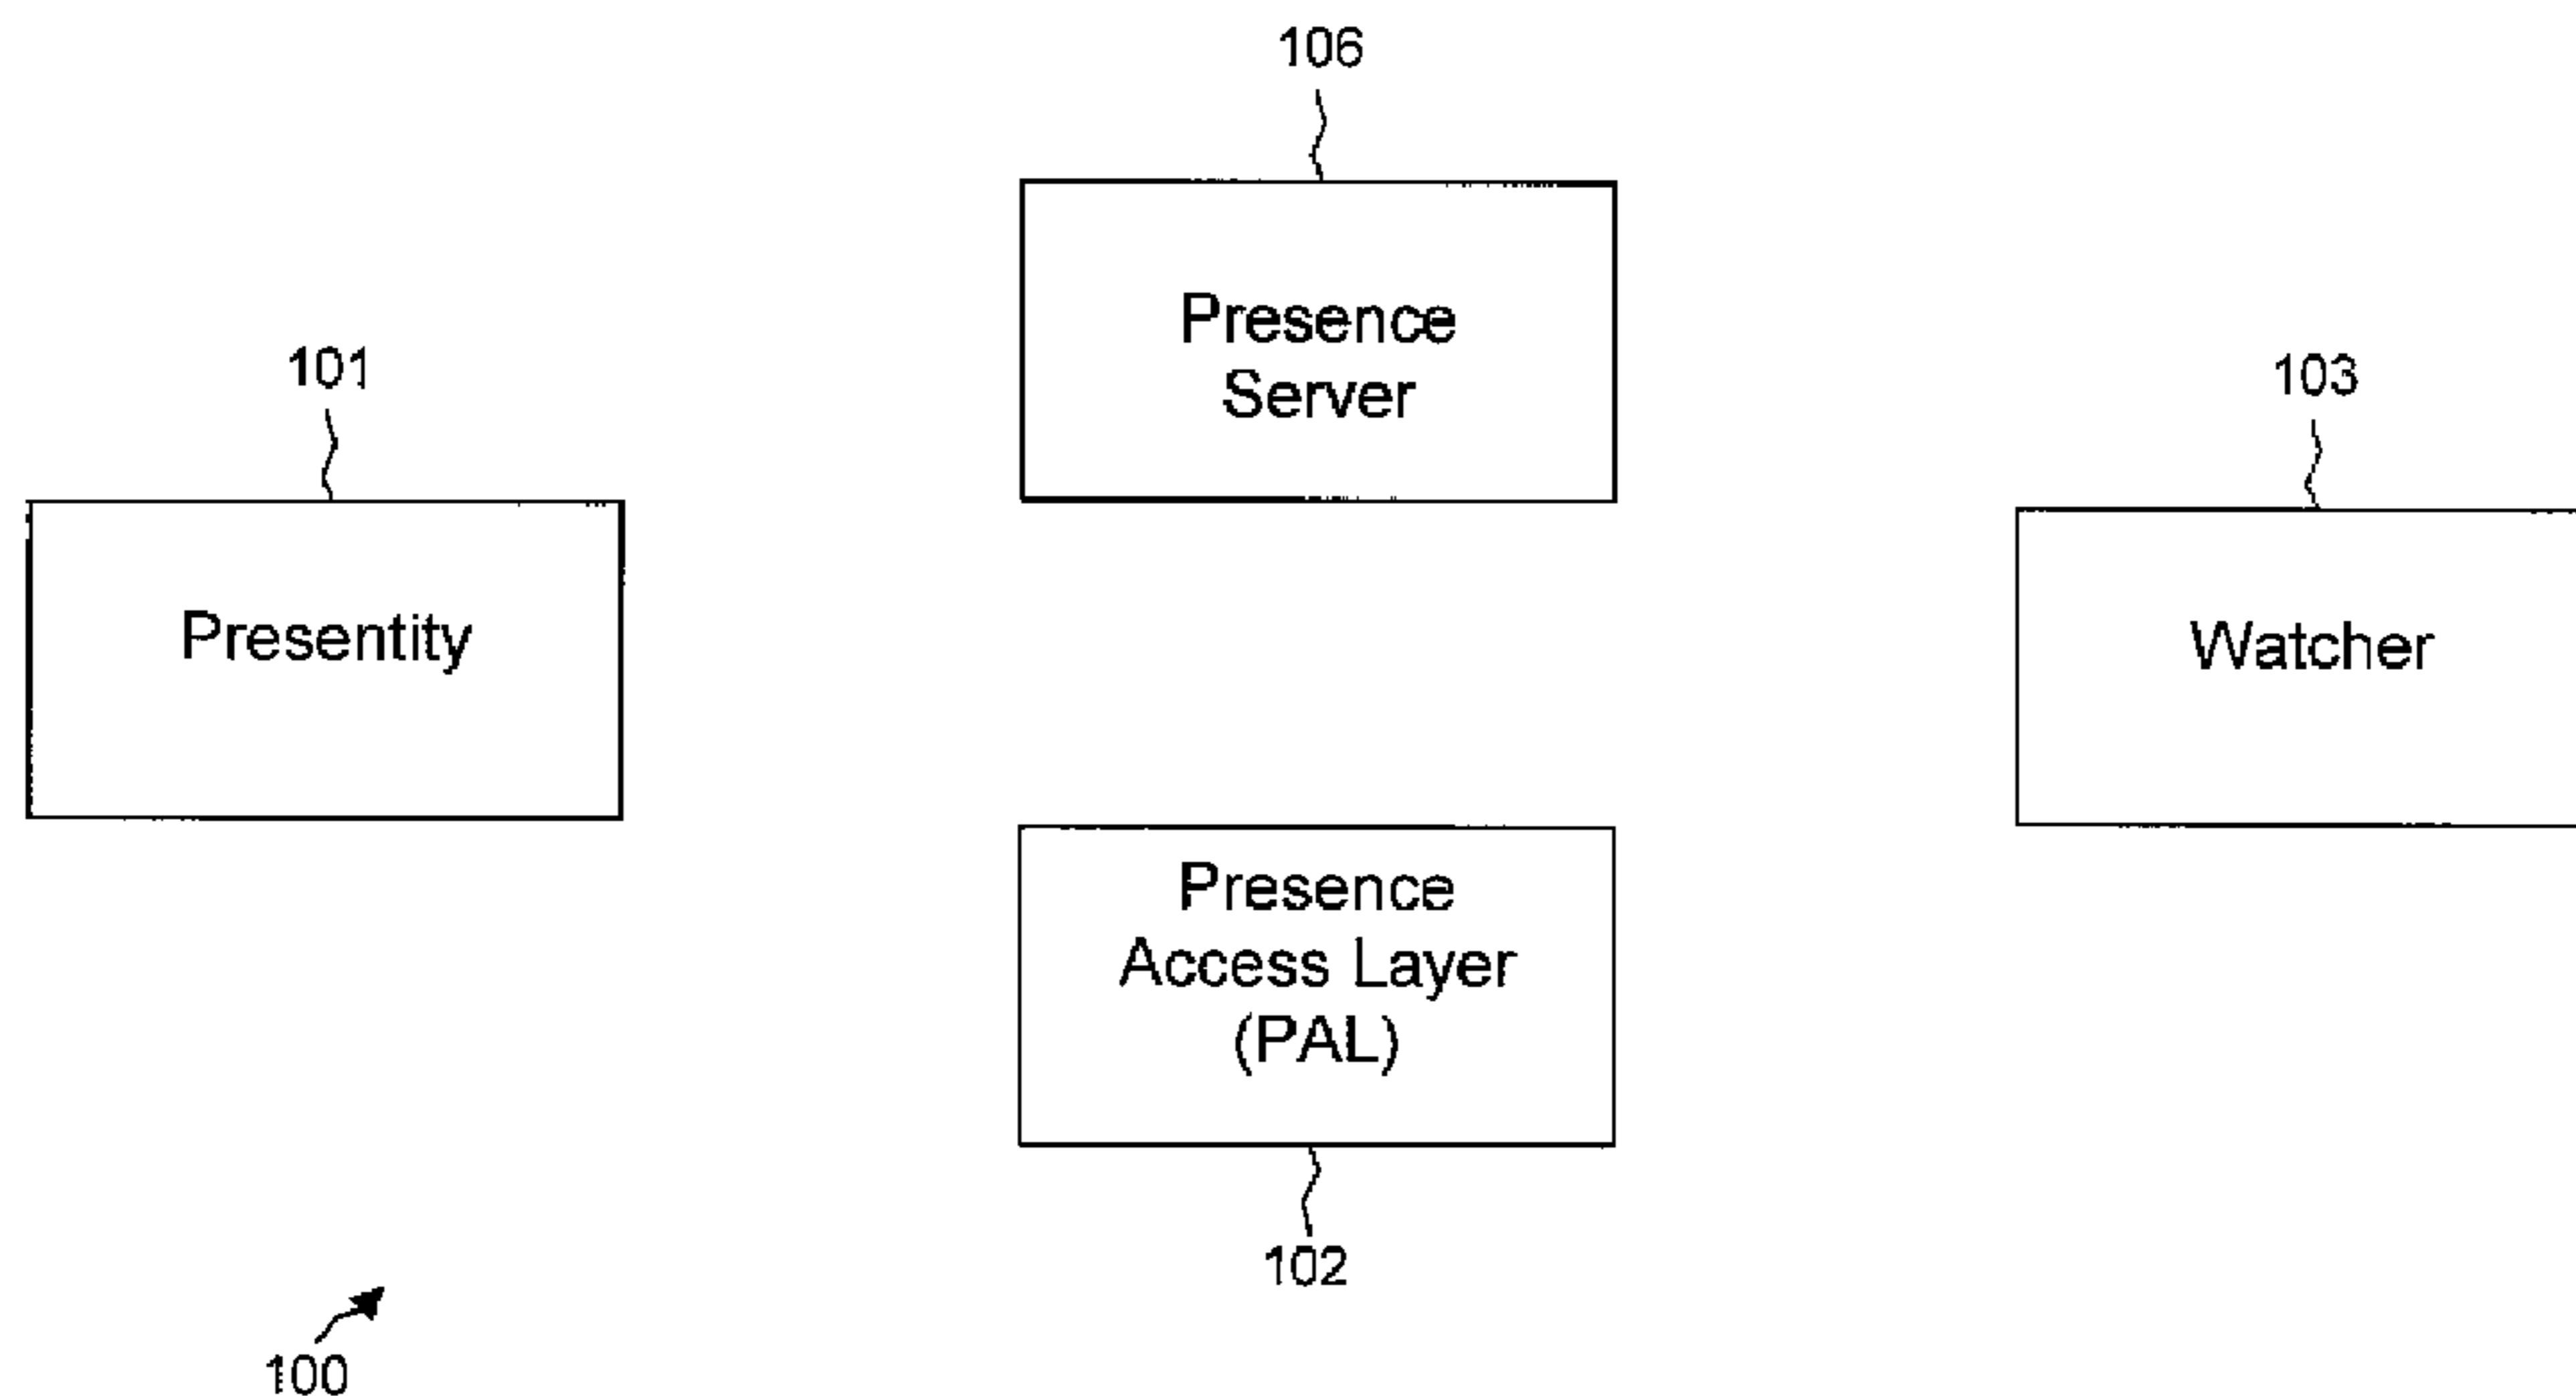 106
Presence
Server
101
Presentity
103
Watcher
Presence
Access Layer
(PAL)
102
100